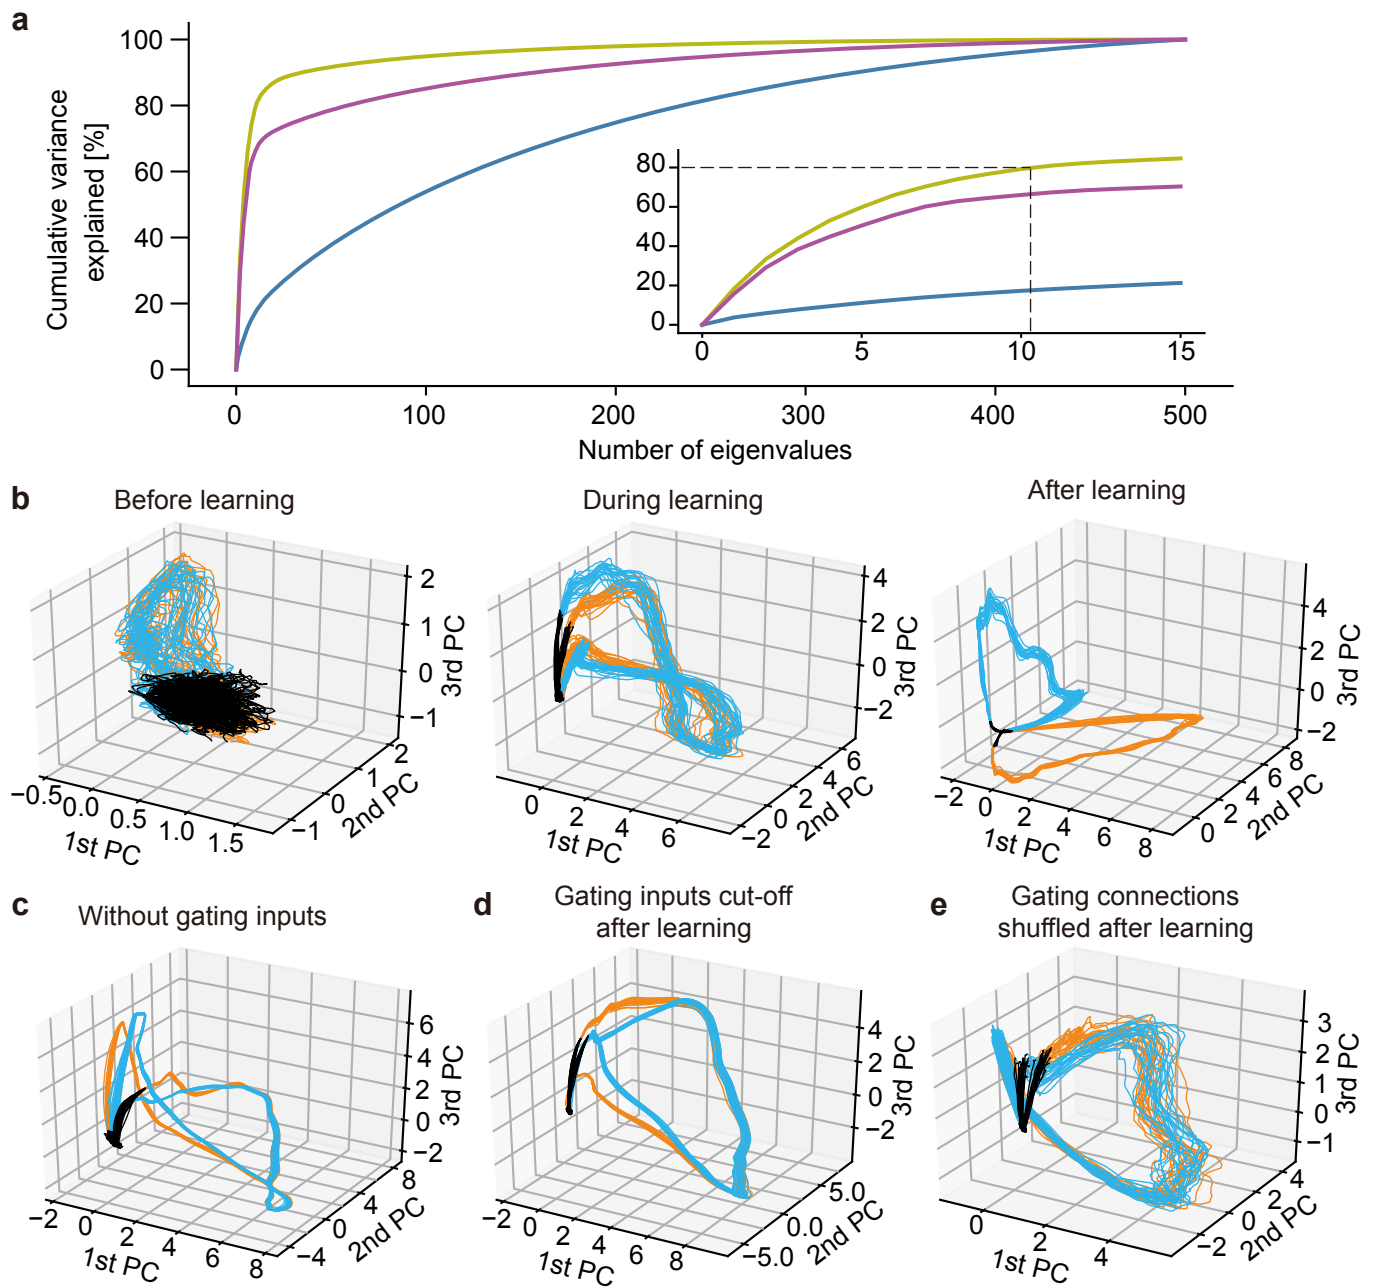 a
100
80
60
40
20
0
Cumulative variance
explained [%]
80
60
40
20
0
0 5 10 15
0 100 200 300 400 500
Number of eigenvalues
b
Before learning
During learning
After learning
2
1
0
−1
3rd PC
2
1
0
−1
2nd PC
−0.5 0.0 0.5 1.0 1.5
1st PC
4
2
0
−2
3rd PC
6
4
2
0
−2
2nd PC
0 2 4 6
1st PC
4
2
0
−2
3rd PC
8
6
4
2
0
2nd PC
−2 0 2 4 6 8
1st PC
c
Without gating inputs
6
4
2
0
−2
3rd PC
8
4
0
−4
2nd PC
−2 0 2 4 6 8
1st PC
d
Gating inputs cut-off
after learning
4
2
0
−2
3rd PC
5.0
0.0
−5.0
2nd PC
−2 0 2 4 6 8
1st PC
e
Gating connections
shuffled after learning
3
2
1
0
−1
3rd PC
4
2
0
−2
2nd PC
0 2 4
1st PC